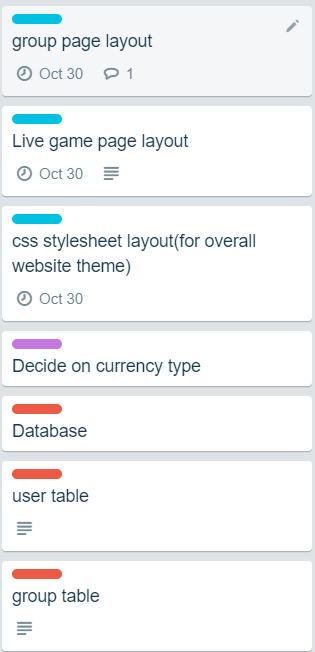 group page layout
Oct 30 1
Live game page layout
Oct 30
css stylesheet layout(for overall
website theme)
Oct 30
Decide on currency type
Database
user table
group table